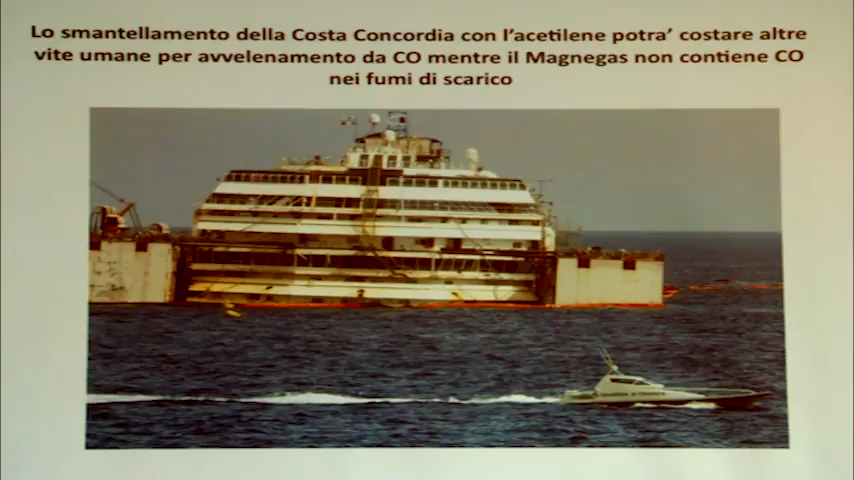 Lo smantellamento della Costa Concordia con l'acetilene potra' costare altre
vite umane per avvelenamento da CO mentre il Magnegas non contiene CO
nei fumi di scarico